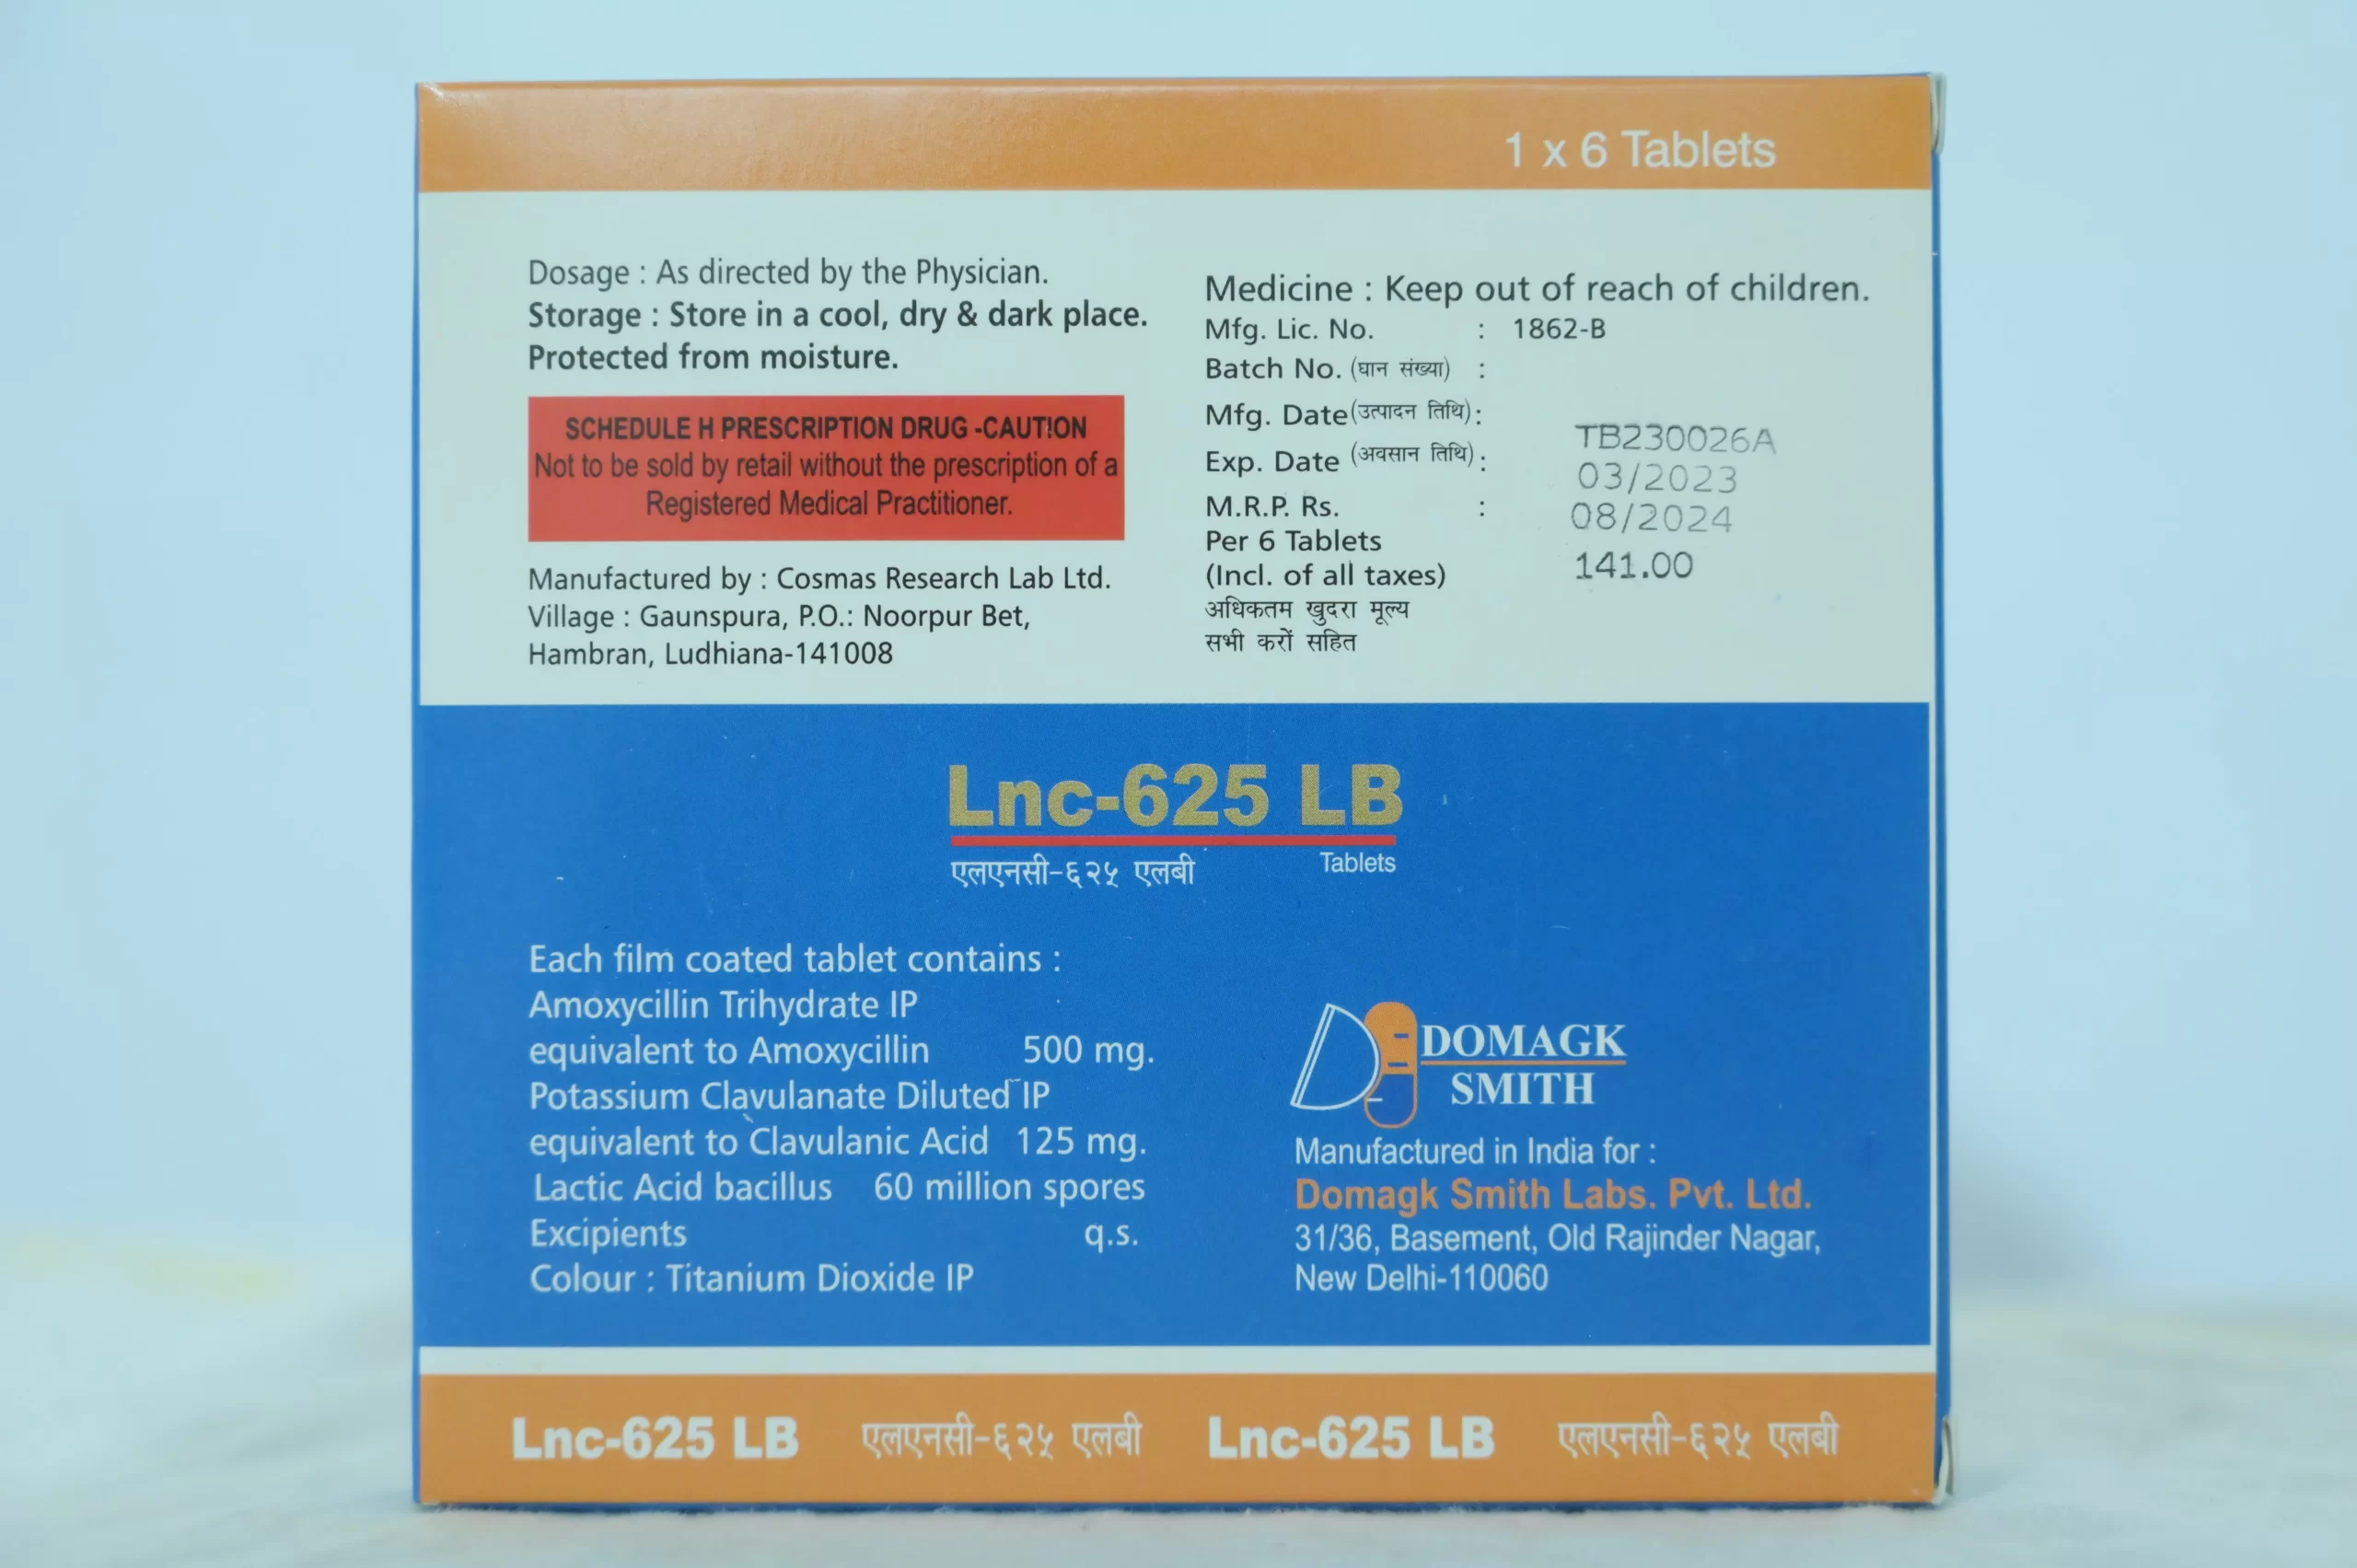 1 x 6 Tablets
Dosage : As directed by the Physician.
Storage : Store in a cool, dry & dark place.
Protected from moisture.
SCHEDULE H PRESCRIPTION DRUG -CAUTION
Not to be sold by retail without the prescription of a
Registered Medical Practitioner.
Manufactured by : Cosmas Research Lab Ltd.
Village : Gaunspura, P.O.: Noorpur Bet,
Hambran, Ludhiana-141008
Medicine : Keep out of reach of children.
Mfg. Lic. No. : 1862-B
Batch No. (घान संख्या) :
Mfg. Date (उत्पादन तिथि) :
Exp. Date (अवसान तिथि) :
M.R.P. Rs. :
Per 6 Tablets
(Incl. of all taxes)
अधिकतम खुदरा मूल्य
सभी करों सहित
TB230026A
03/2023
08/2024
141.00
Lnc-625 LB
एलएनसी-६२५ एलबी Tablets
Each film coated tablet contains :
Amoxycillin Trihydrate IP
equivalent to Amoxycillin 500 mg.
Potassium Clavulanate Diluted IP
equivalent to Clavulanic Acid 125 mg.
Lactic Acid bacillus 60 million spores
Excipients q.s.
Colour : Titanium Dioxide IP
DOMAGK
SMITH
Manufactured in India for :
Domagk Smith Labs. Pvt. Ltd.
31/36, Basement, Old Rajinder Nagar,
New Delhi-110060
Lnc-625 LB एलएनसी-६२५ एलबी Lnc-625 LB एलएनसी-६२५ एलबी